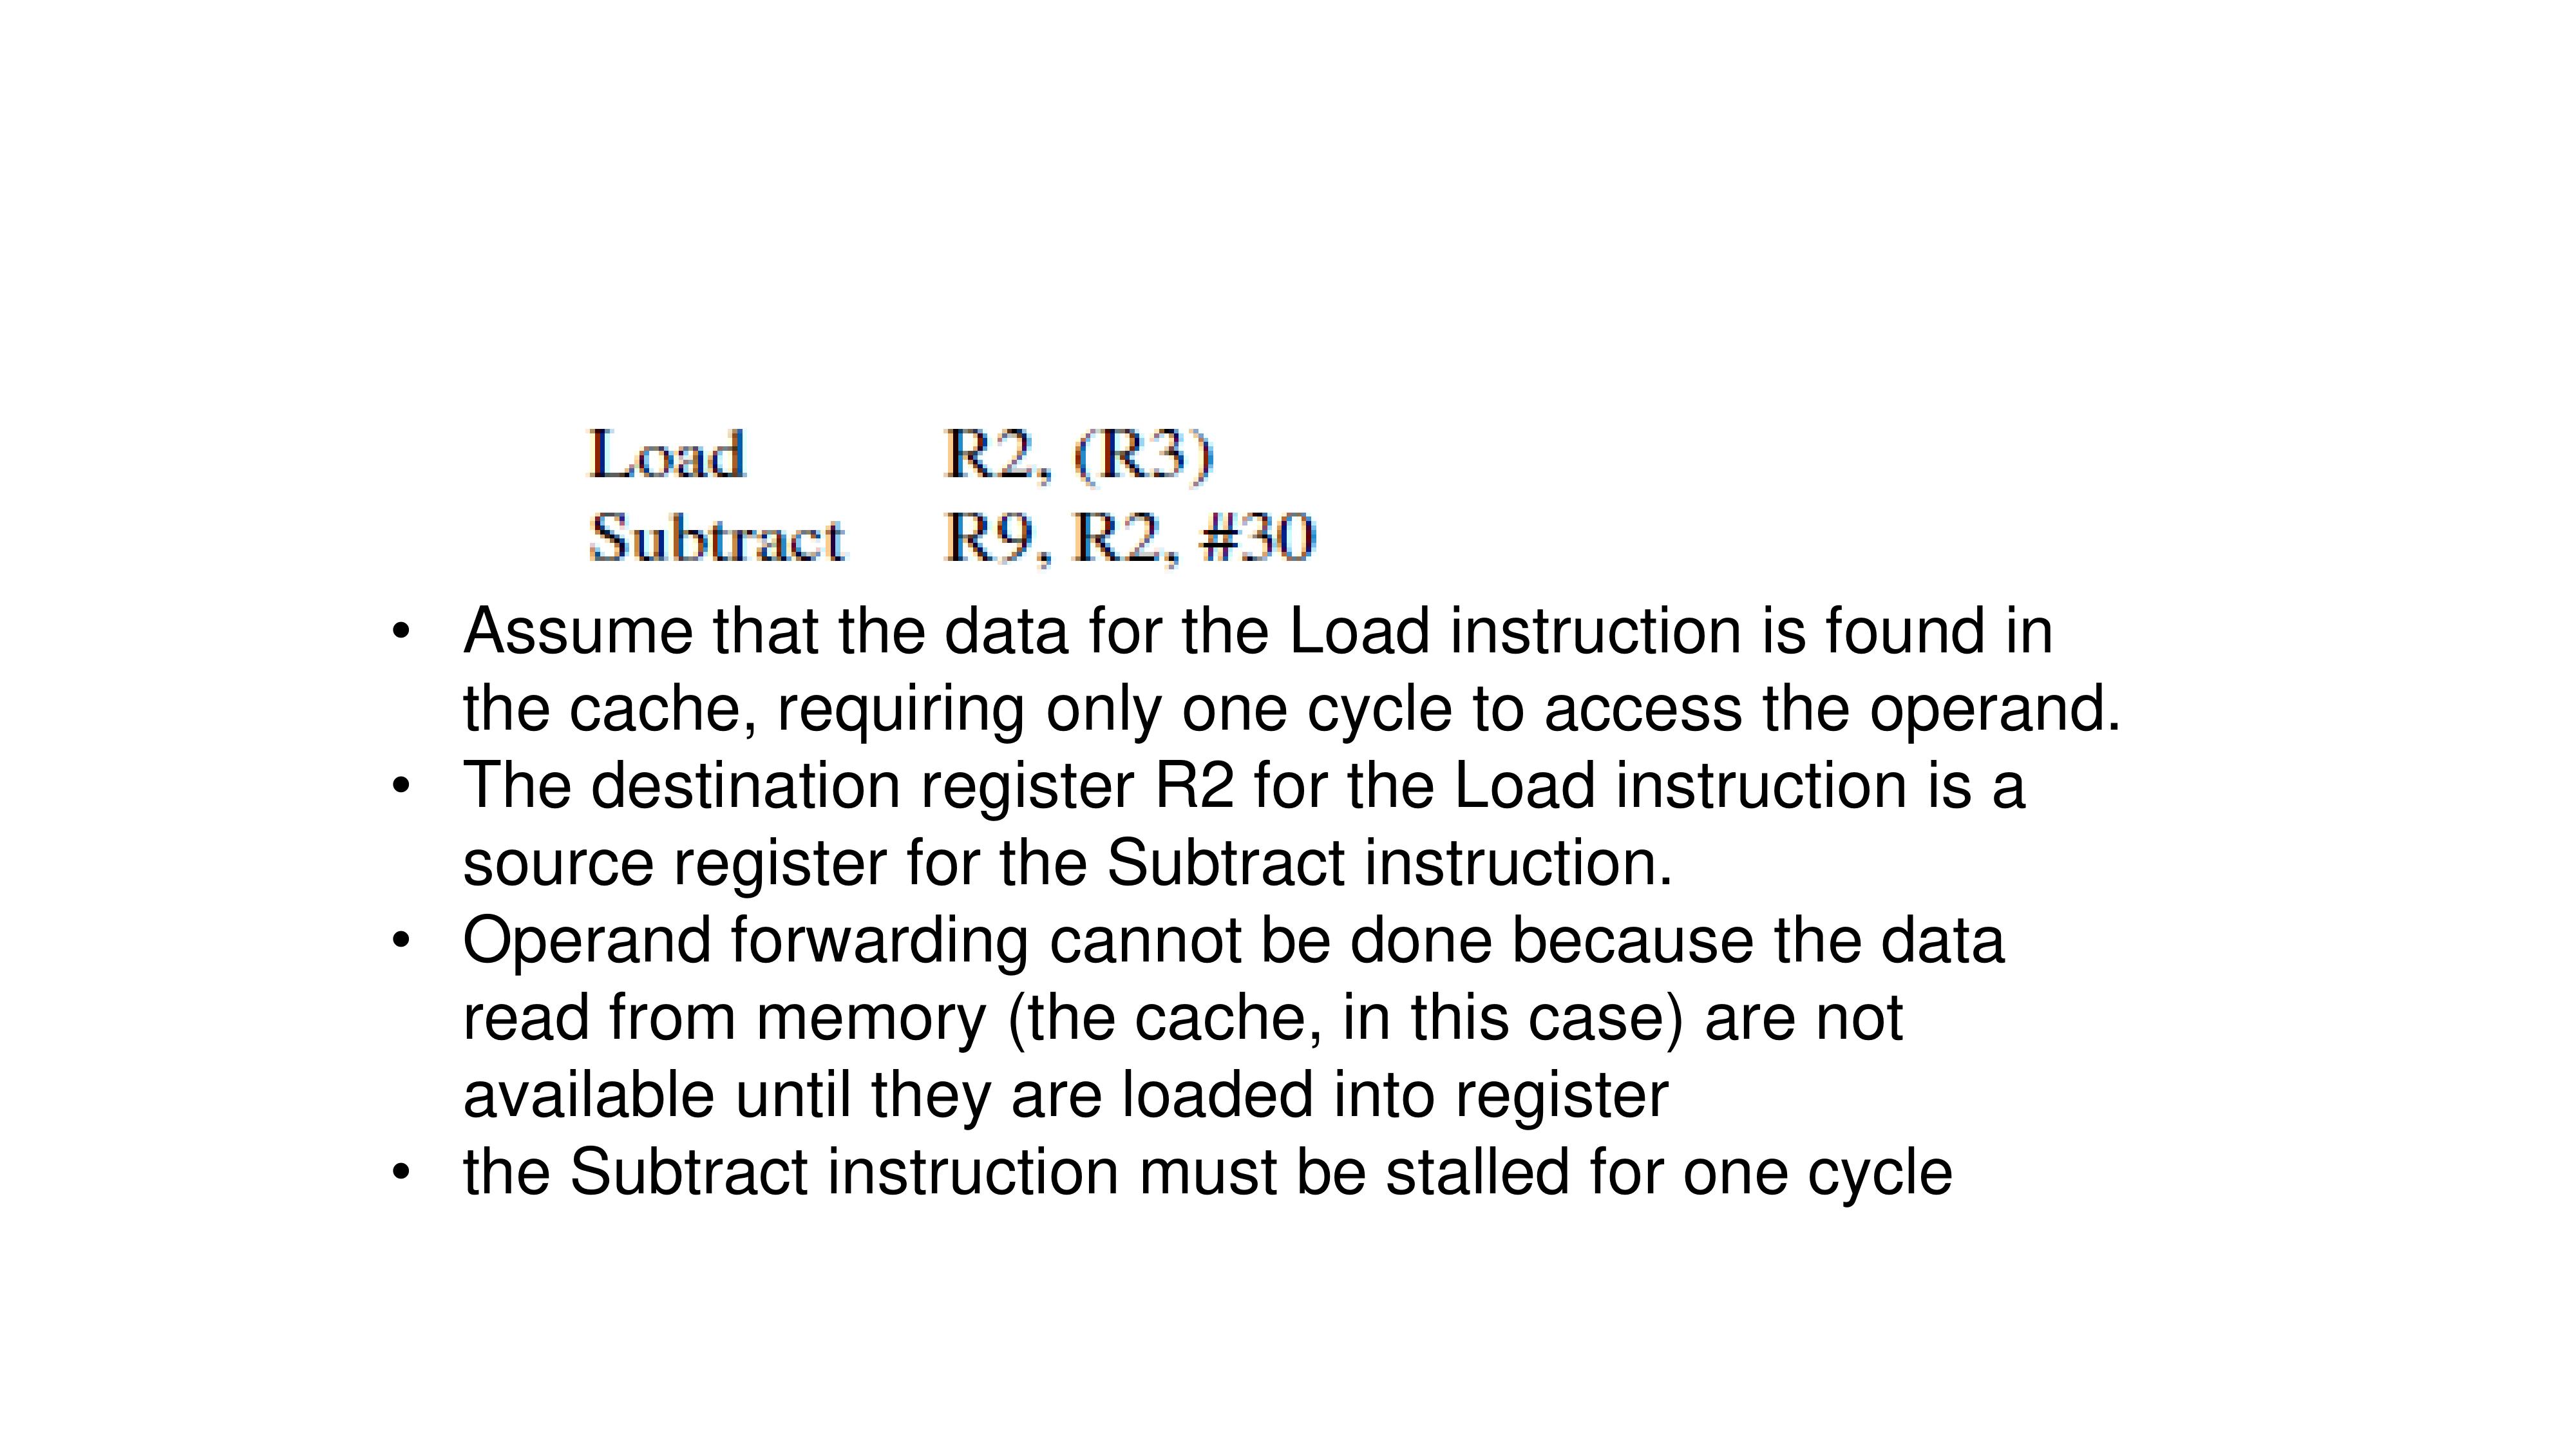 Load R2, (R3)
Subtract R9, R2, #30
• Assume that the data for the Load instruction is found in
the cache, requiring only one cycle to access the operand.
• The destination register R2 for the Load instruction is a
source register for the Subtract instruction.
• Operand forwarding cannot be done because the data
read from memory (the cache, in this case) are not
available until they are loaded into register
• the Subtract instruction must be stalled for one cycle